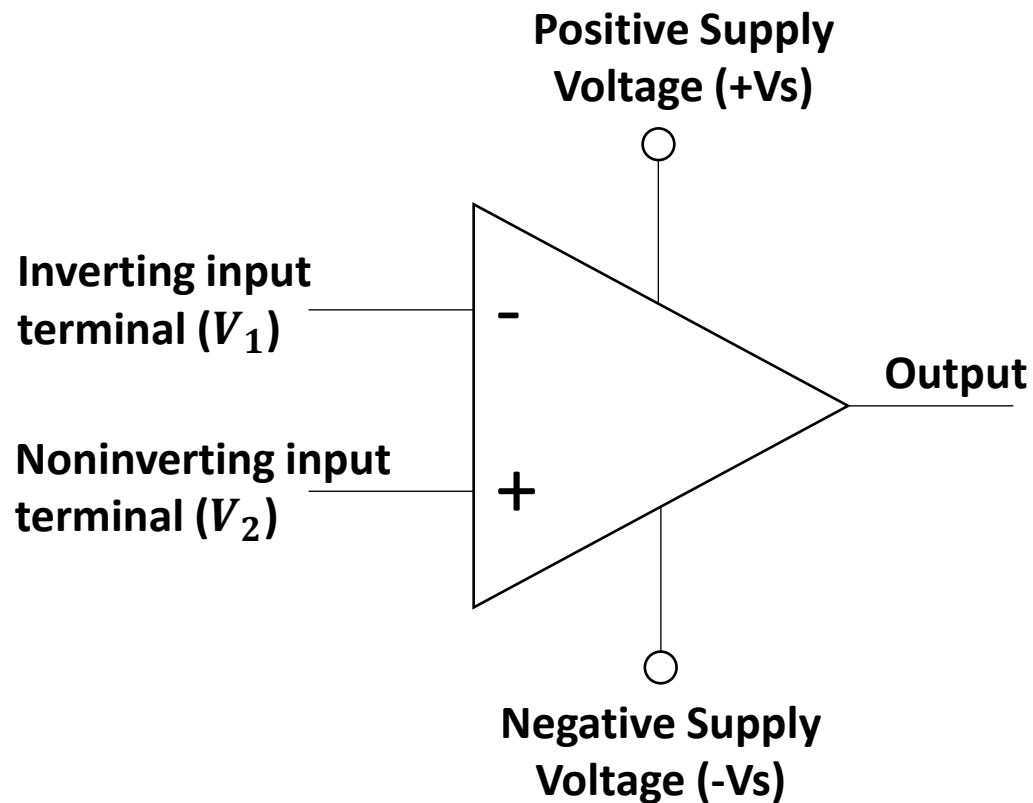 Positive Supply
Voltage (+Vs)
Inverting input
terminal (V₁)
-
Output
Noninverting input
terminal (V₂)
+
Negative Supply
Voltage (-Vs)